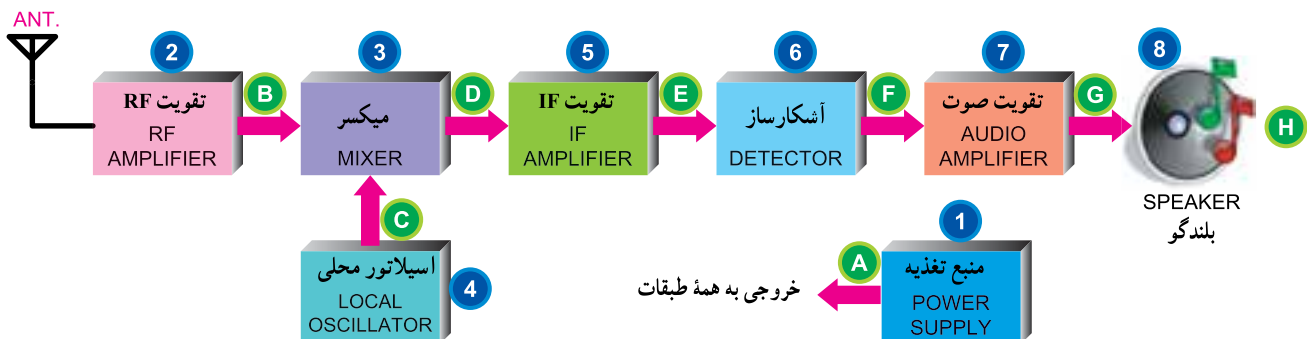 ANT.
2
تقویت RF
RF
AMPLIFIER
B
3
میکسر
MIXER
D
5
تقویت IF
IF
AMPLIFIER
E
6
آشکارساز
DETECTOR
F
7
تقویت صوت
AUDIO
AMPLIFIER
G
8
H
SPEAKER
بلندگو
C
اسیلاتور محلی
LOCAL
OSCILLATOR
4
1
منبع تغذیه
POWER
SUPPLY
A
خروجی به همهٔ طبقات